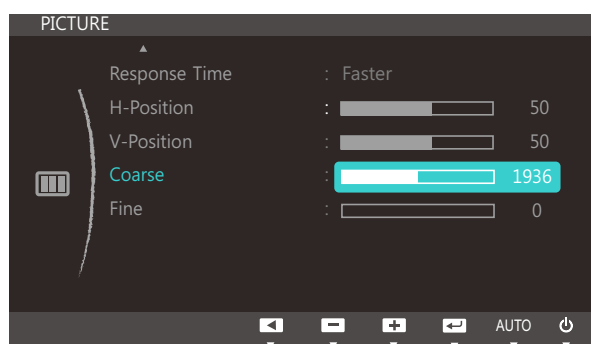 PICTURE
Response Time : Faster
H-Position : 50
V-Position : 50
Coarse : 1936
Fine : 0
AUTO